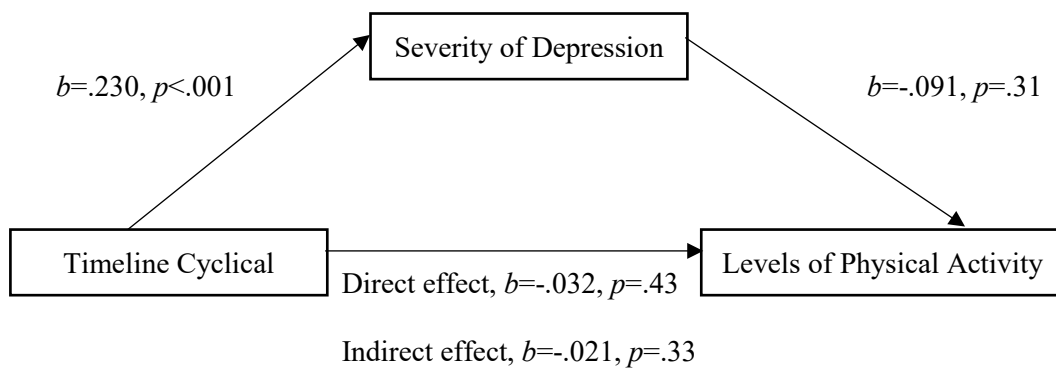 Severity of Depression
b=.230, p<.001
b=-.091, p=.31
Timeline Cyclical
Levels of Physical Activity
Direct effect, b=-.032, p=.43
Indirect effect, b=-.021, p=.33